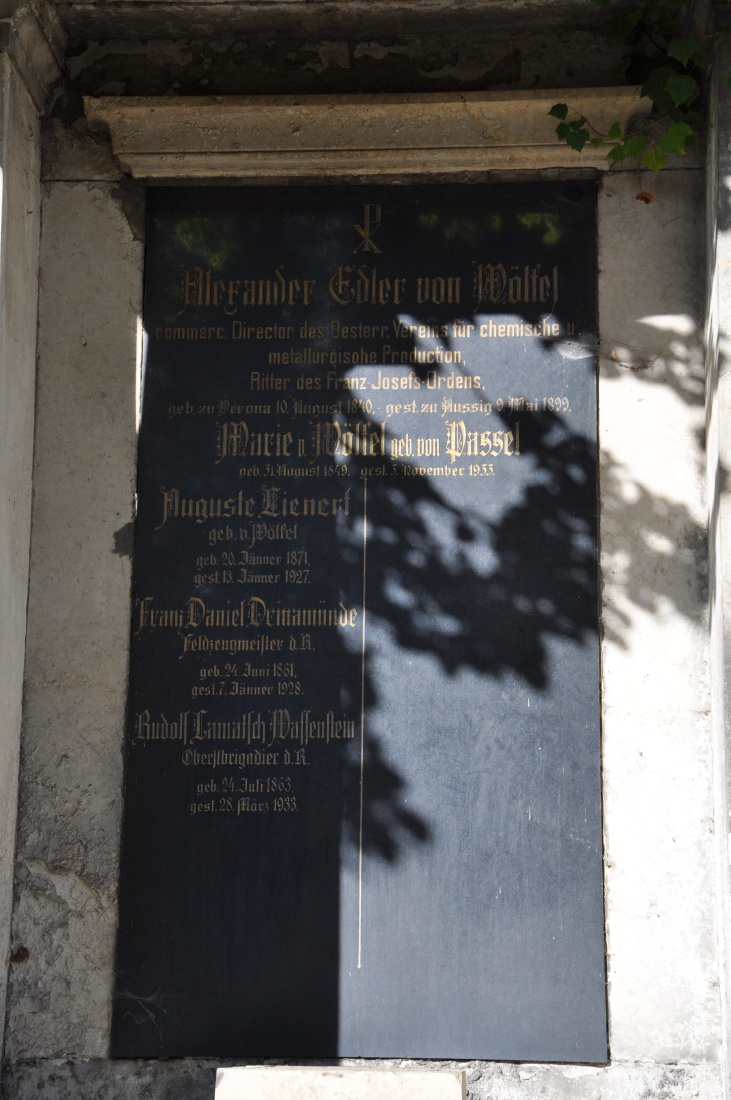 Alexander Edler von Wölfel
commerc. Director des Oesterr. Vereins für chemische u.
metallurgische Production,
Ritter des Franz-Josefs-Ordens,
geb. zu Verona 10. August 1840. - gest. zu Aussig 9. Mai 1899.
Marie v. Wölfel geb. von Passel
geb. 31. August 1849. gest. 3. November 1933.
Auguste Lienert
geb. v. Wölfel
geb. 20. Jänner 1871.
gest. 13. Jänner 1927.
Franz Daniel Orinamünde
Feldzeugmeister d. R.
geb. 24. Juni 1861,
gest. 7. Jänner 1928.
Rudolf Lamatsch Waffenstein
Oberstbrigadier d. R.
geb. 24. Juli 1863,
gest. 28. März 1933.